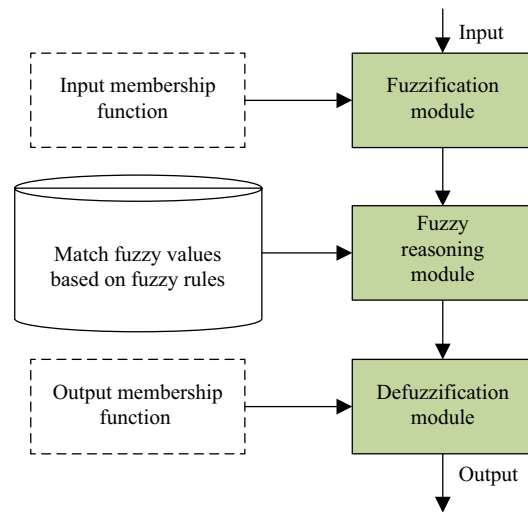 Input
Input membership
function
Fuzzification
module
Match fuzzy values
based on fuzzy rules
Fuzzy
reasoning
module
Output membership
function
Defuzzification
module
Output